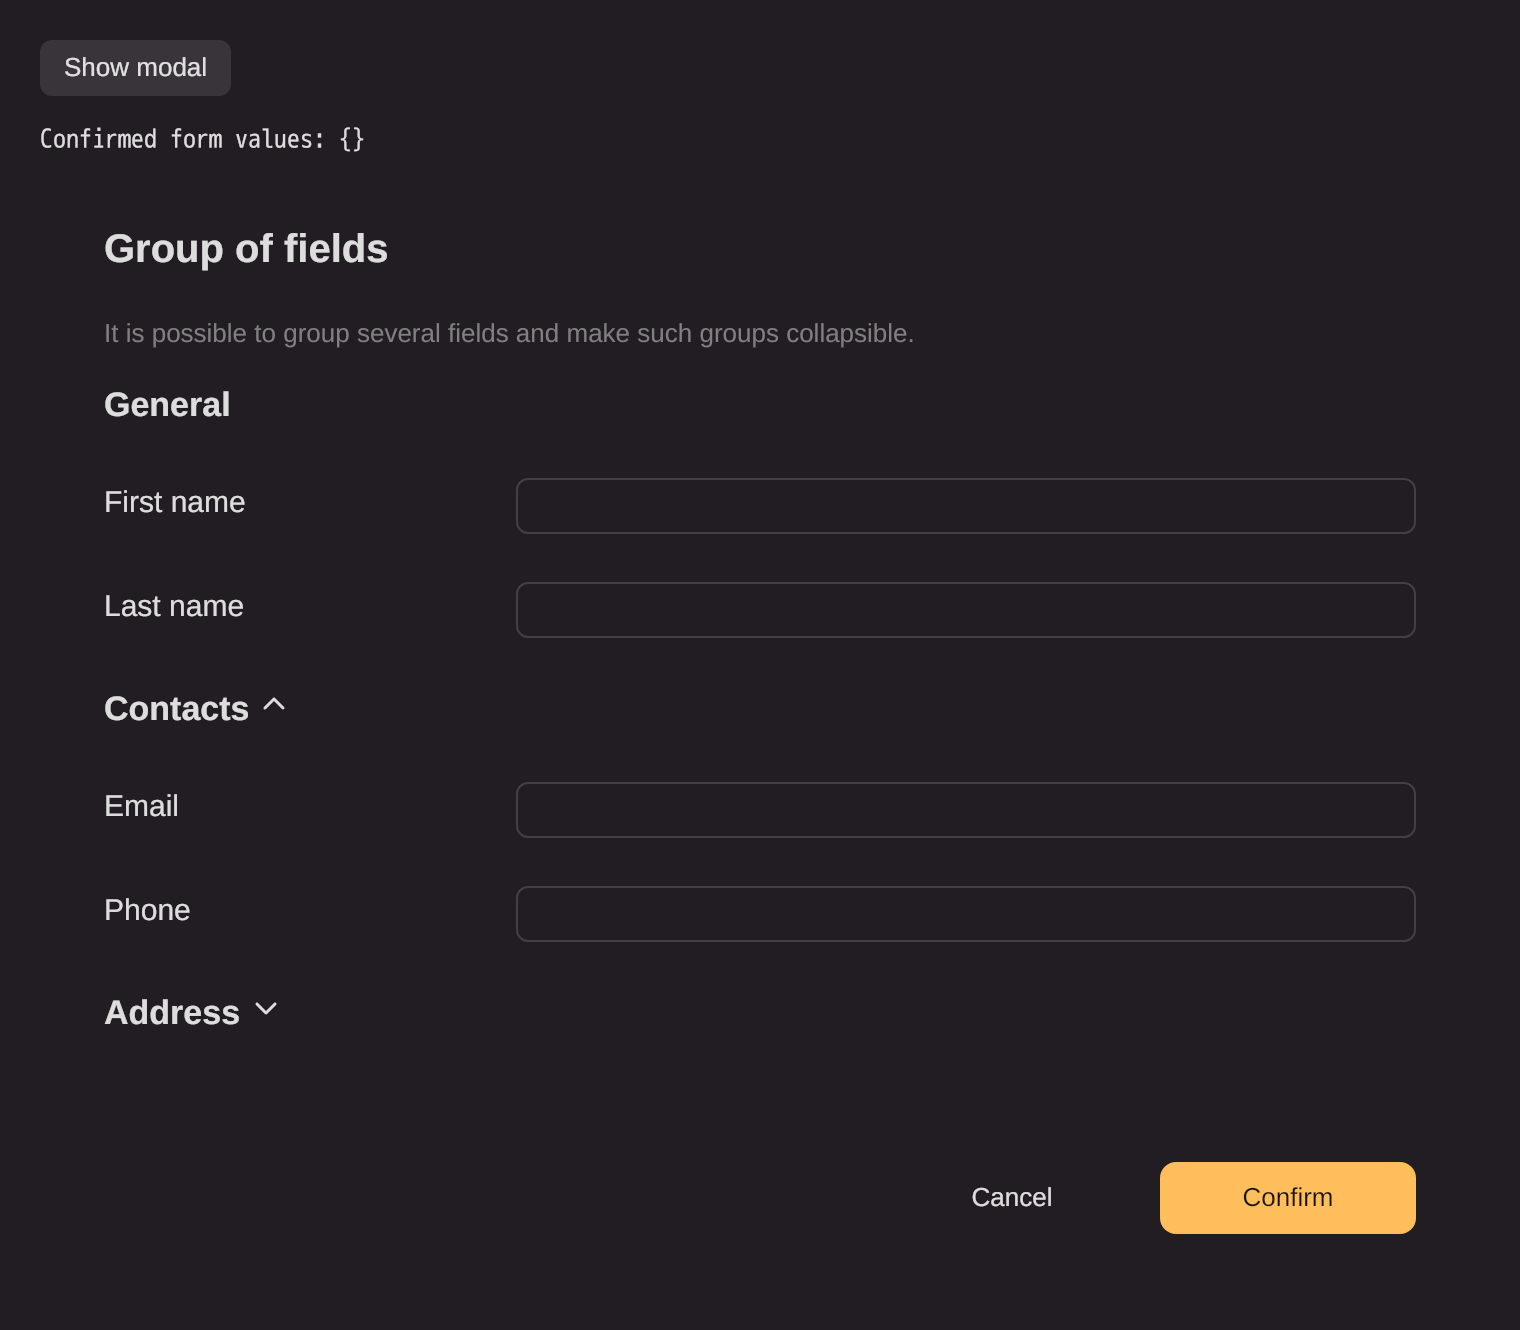 Show modal
Confirmed form values: {}
Group of fields
It is possible to group several fields and make such groups collapsible.
General
First name
Last name
Contacts
Email
Phone
Address
Cancel
Confirm